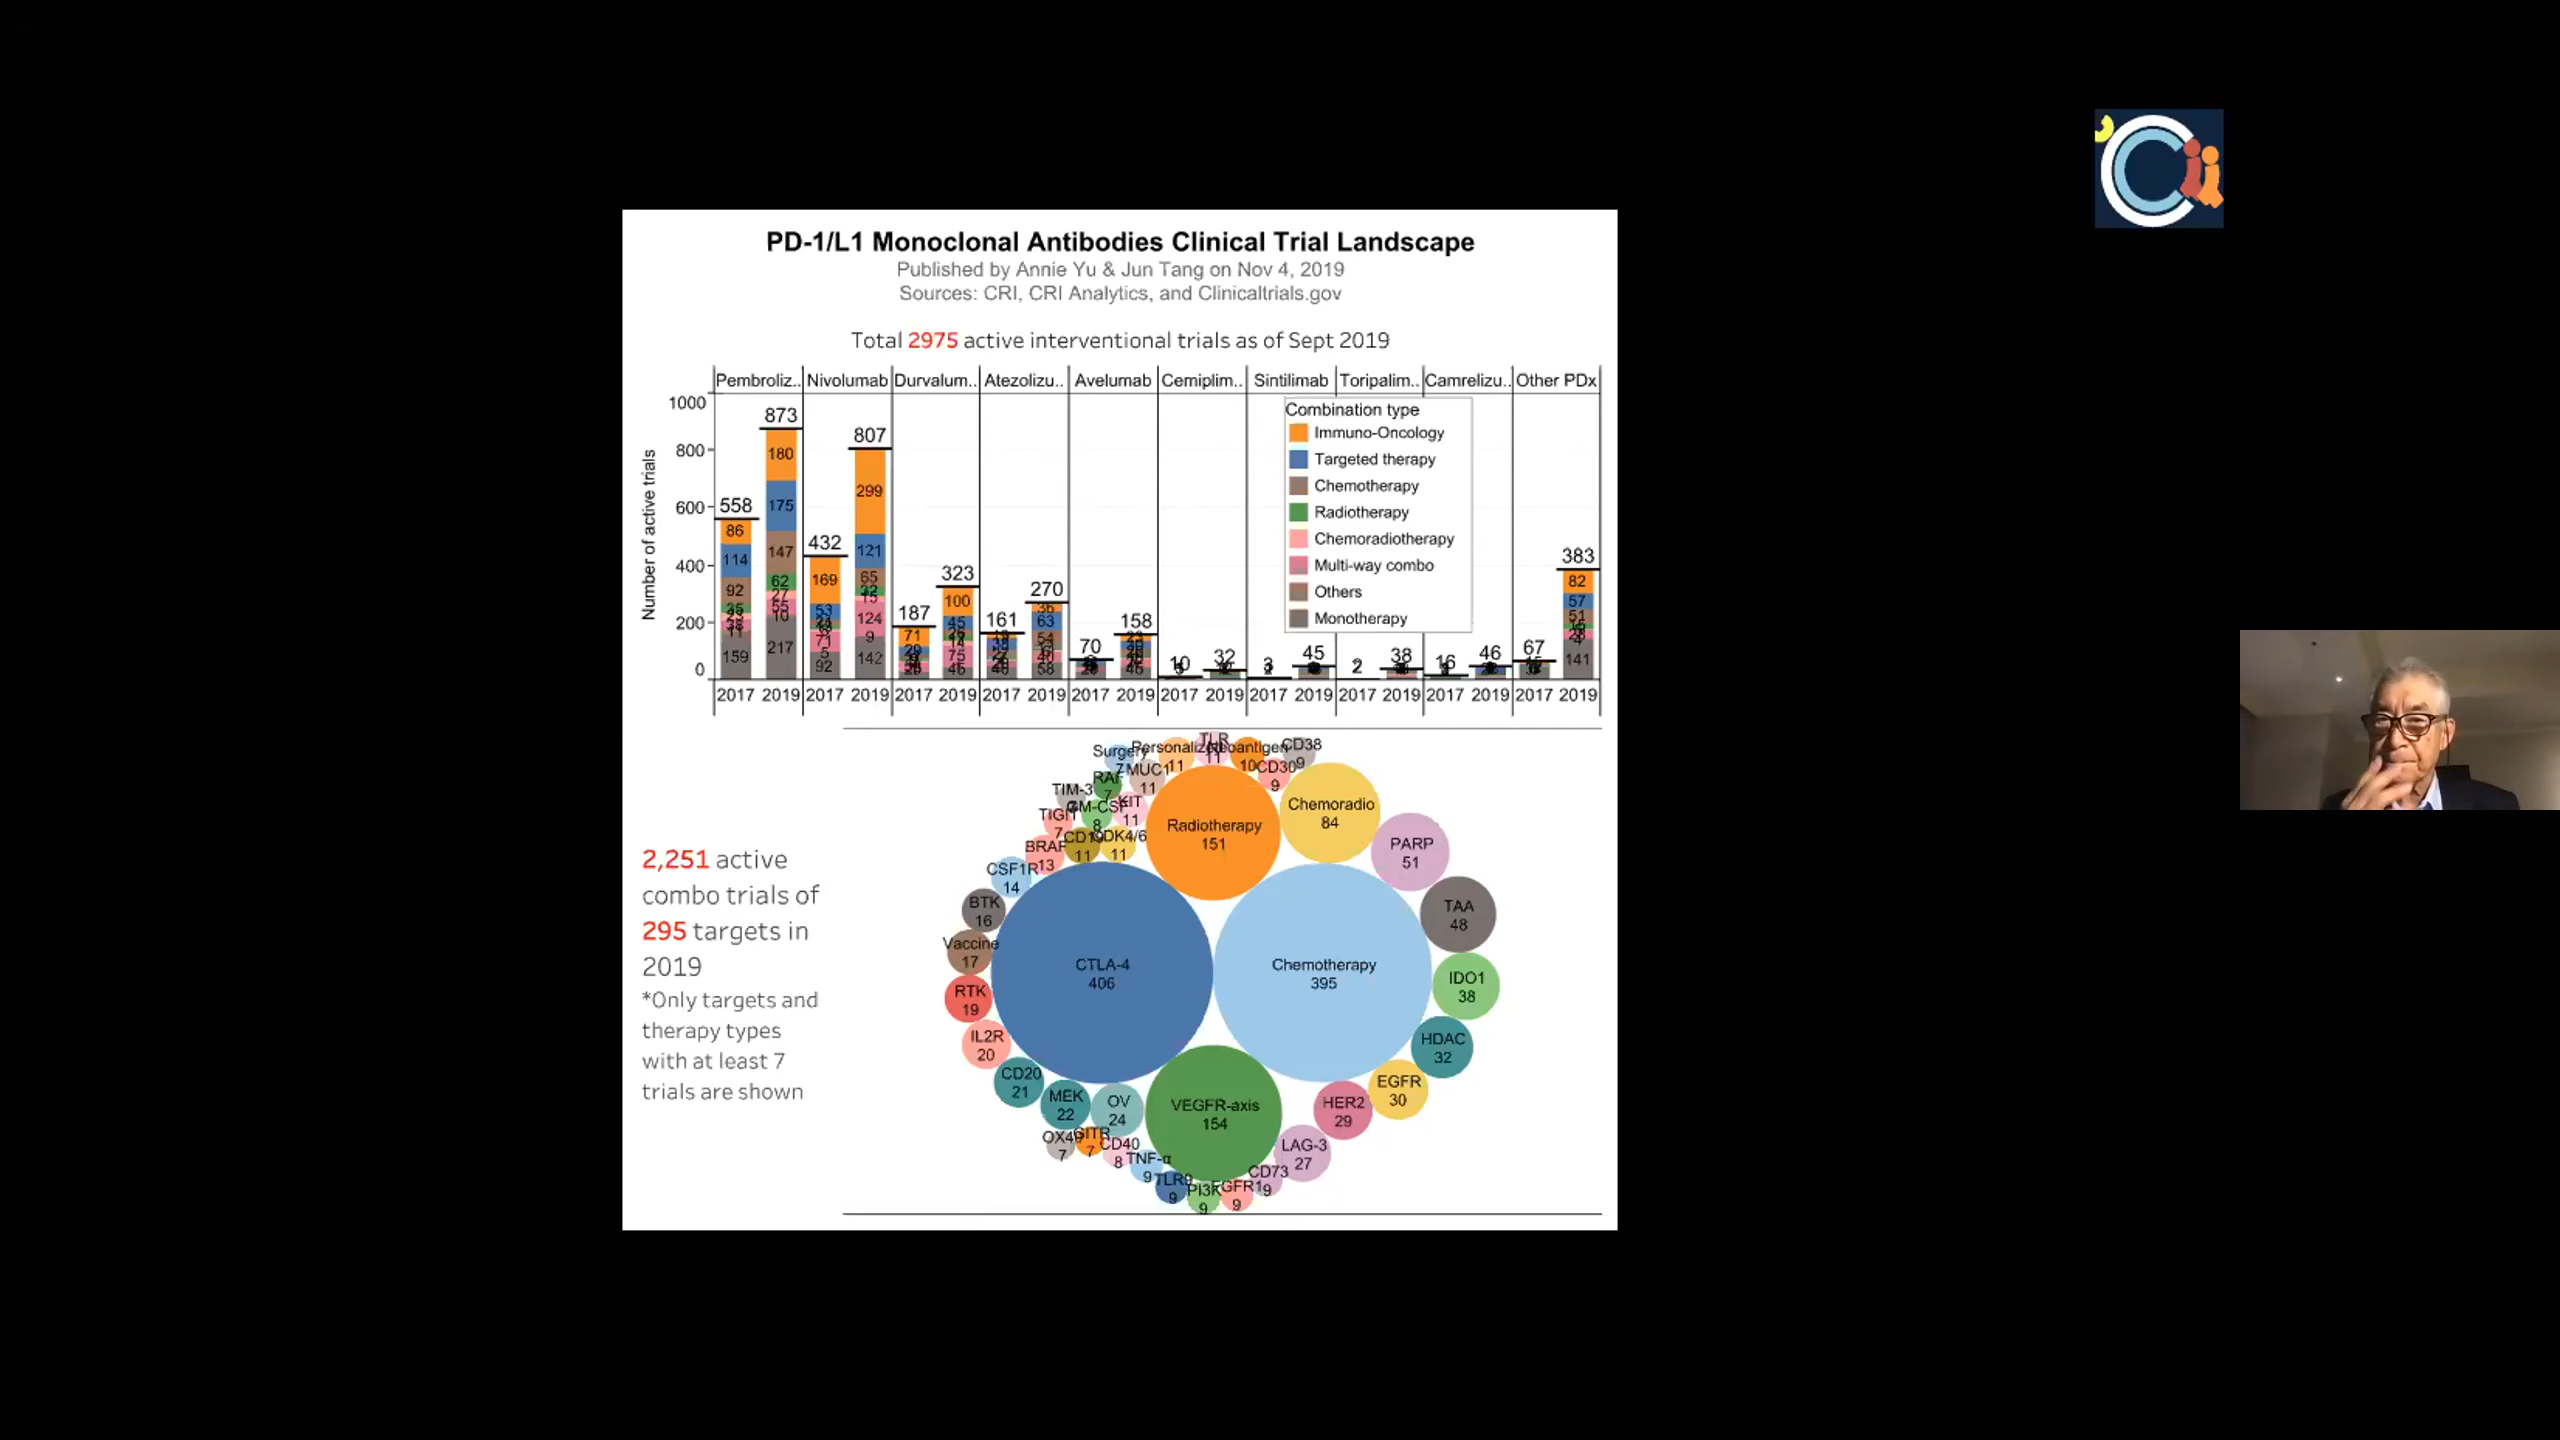 PD-1/L1 Monoclonal Antibodies Clinical Trial Landscape
Published by Annie Yu & Jun Tang on Nov 4, 2019
Sources: CRI, CRI Analytics, and Clinicaltrials.gov
Total 2975 active interventional trials as of Sept 2019
Pembroliz.. Nivolumab Durvalum.. Atezolizu.. Avelumab Cemiplim.. Sintilimab Toripalim.. Camrelizu.. Other PDx
Number of active trials
1000
800
600
400
200
0
558
86
114
92
11
159
873
180
175
147
62
27
55
10
217
432
169
53
71
5
92
807
299
121
65
124
9
142
187
71
323
100
45
14
75
46
161
270
36
63
58
70
158
10
32
45
2
38
16
46
67
383
82
57
51
28
4
141
2017 2019 2017 2019 2017 2019 2017 2019 2017 2019 2017 2019 2017 2019 2017 2019 2017 2019 2017 2019
Combination type
Immuno-Oncology
Targeted therapy
Chemotherapy
Radiotherapy
Chemoradiotherapy
Multi-way combo
Others
Monotherapy
2,251 active
combo trials of
295 targets in
2019
*Only targets and
therapy types
with at least 7
trials are shown
Surgery
7
TLR
11
CD38
9
MUC1
11
10
CD30
9
RAF
7
TIM-3
GM-CSF
8
KIT
11
TIGIT
7
CDK4/6
11
BRAF
13
CSF1R
14
Radiotherapy
151
Chemoradio
84
PARP
51
BTK
16
TAA
48
Vaccine
17
CTLA-4
406
Chemotherapy
395
IDO1
38
RTK
19
IL2R
20
HDAC
32
CD20
21
EGFR
30
MEK
22
OV
24
VEGFR-axis
154
HER2
29
OX40
7
GITR
7
CD40
8
LAG-3
27
TNF-α
9
CD73
9
TLR9
9
PI3K
9
FGFR1
9